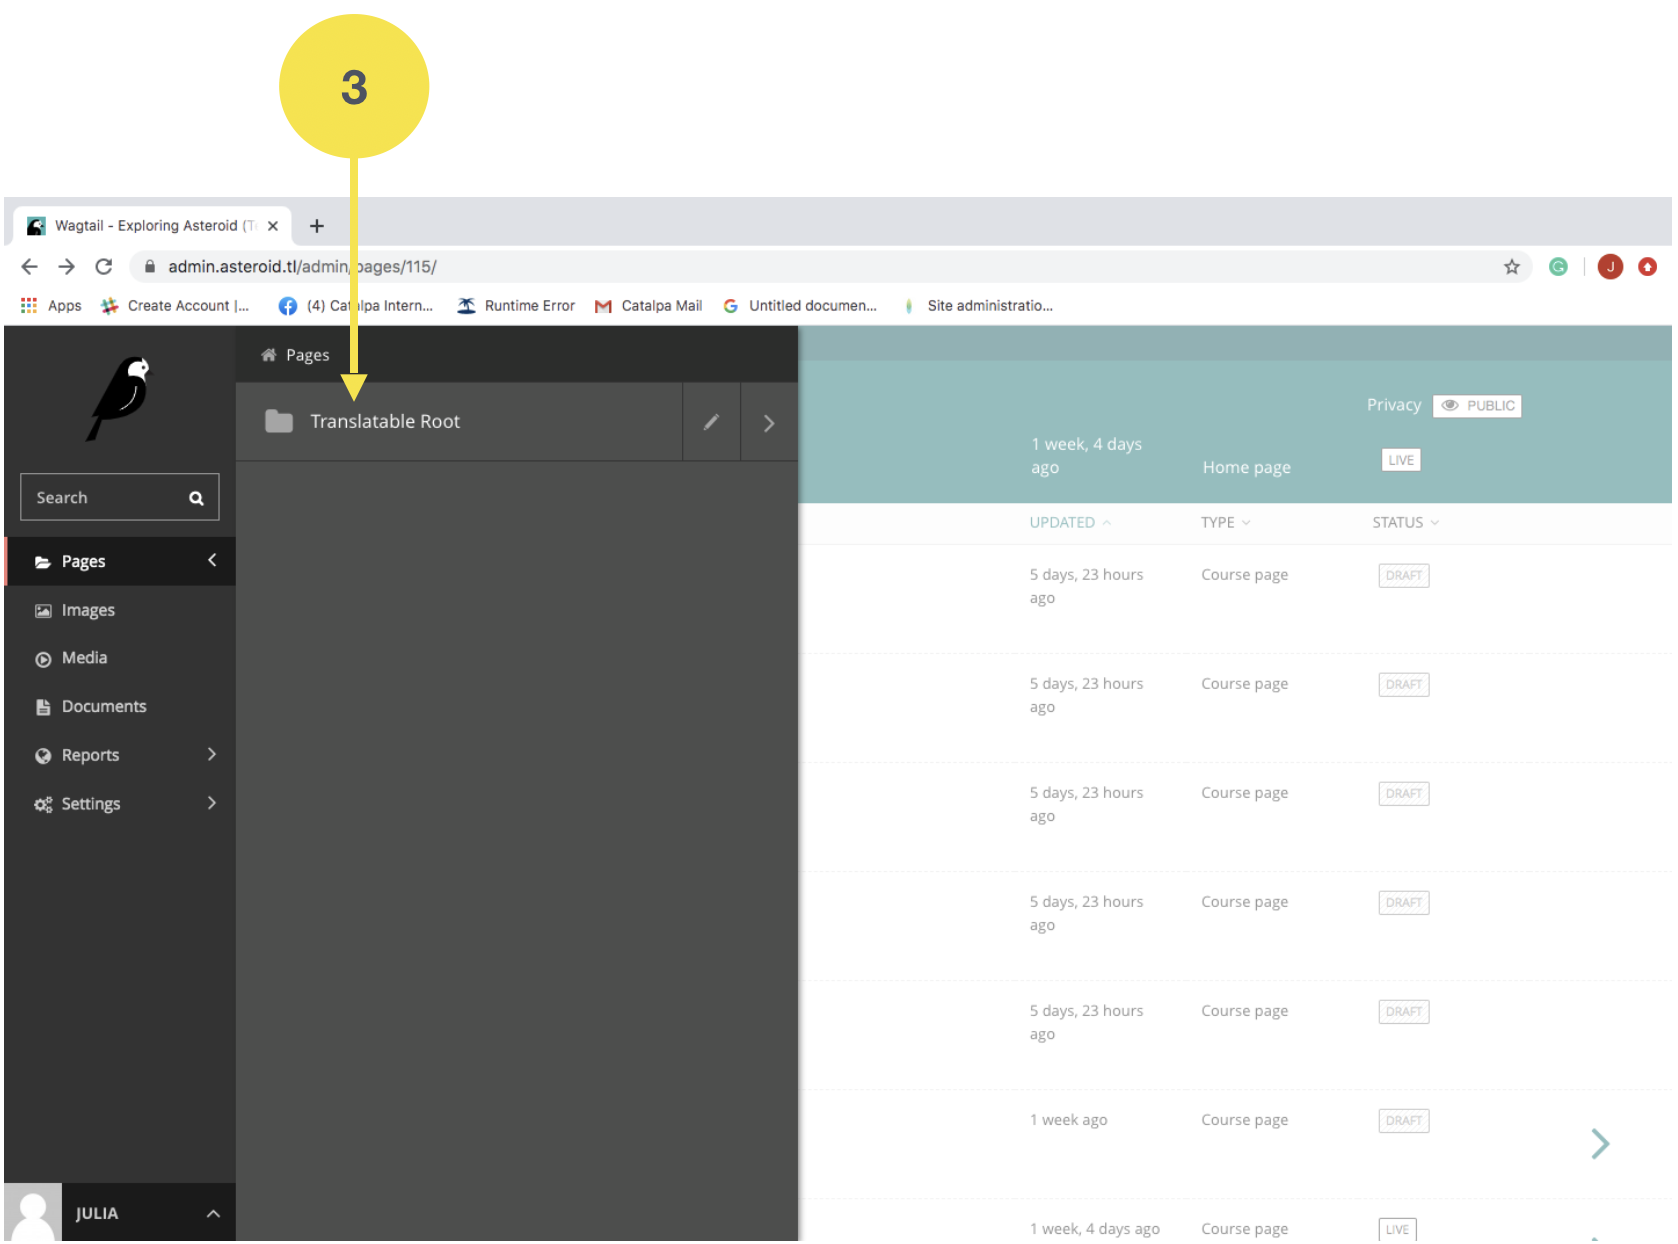 3
Wagtail - Exploring Asteroid (T
admin.asteroid.tl/admin/pages/115/
J
Apps
Create Account |...
(4) Catalpa Intern...
Runtime Error
Catalpa Mail
Untitled documen...
Site administratio...
Pages
Translatable Root
Privacy
PUBLIC
1 week, 4 days
ago
Home page
LIVE
Search
UPDATED
TYPE
STATUS
Pages
Images
Media
Documents
Reports
Settings
5 days, 23 hours
ago
Course page
DRAFT
5 days, 23 hours
ago
Course page
DRAFT
5 days, 23 hours
ago
Course page
DRAFT
5 days, 23 hours
ago
Course page
DRAFT
5 days, 23 hours
ago
Course page
DRAFT
1 week ago
Course page
DRAFT
1 week, 4 days ago
Course page
LIVE
JULIA